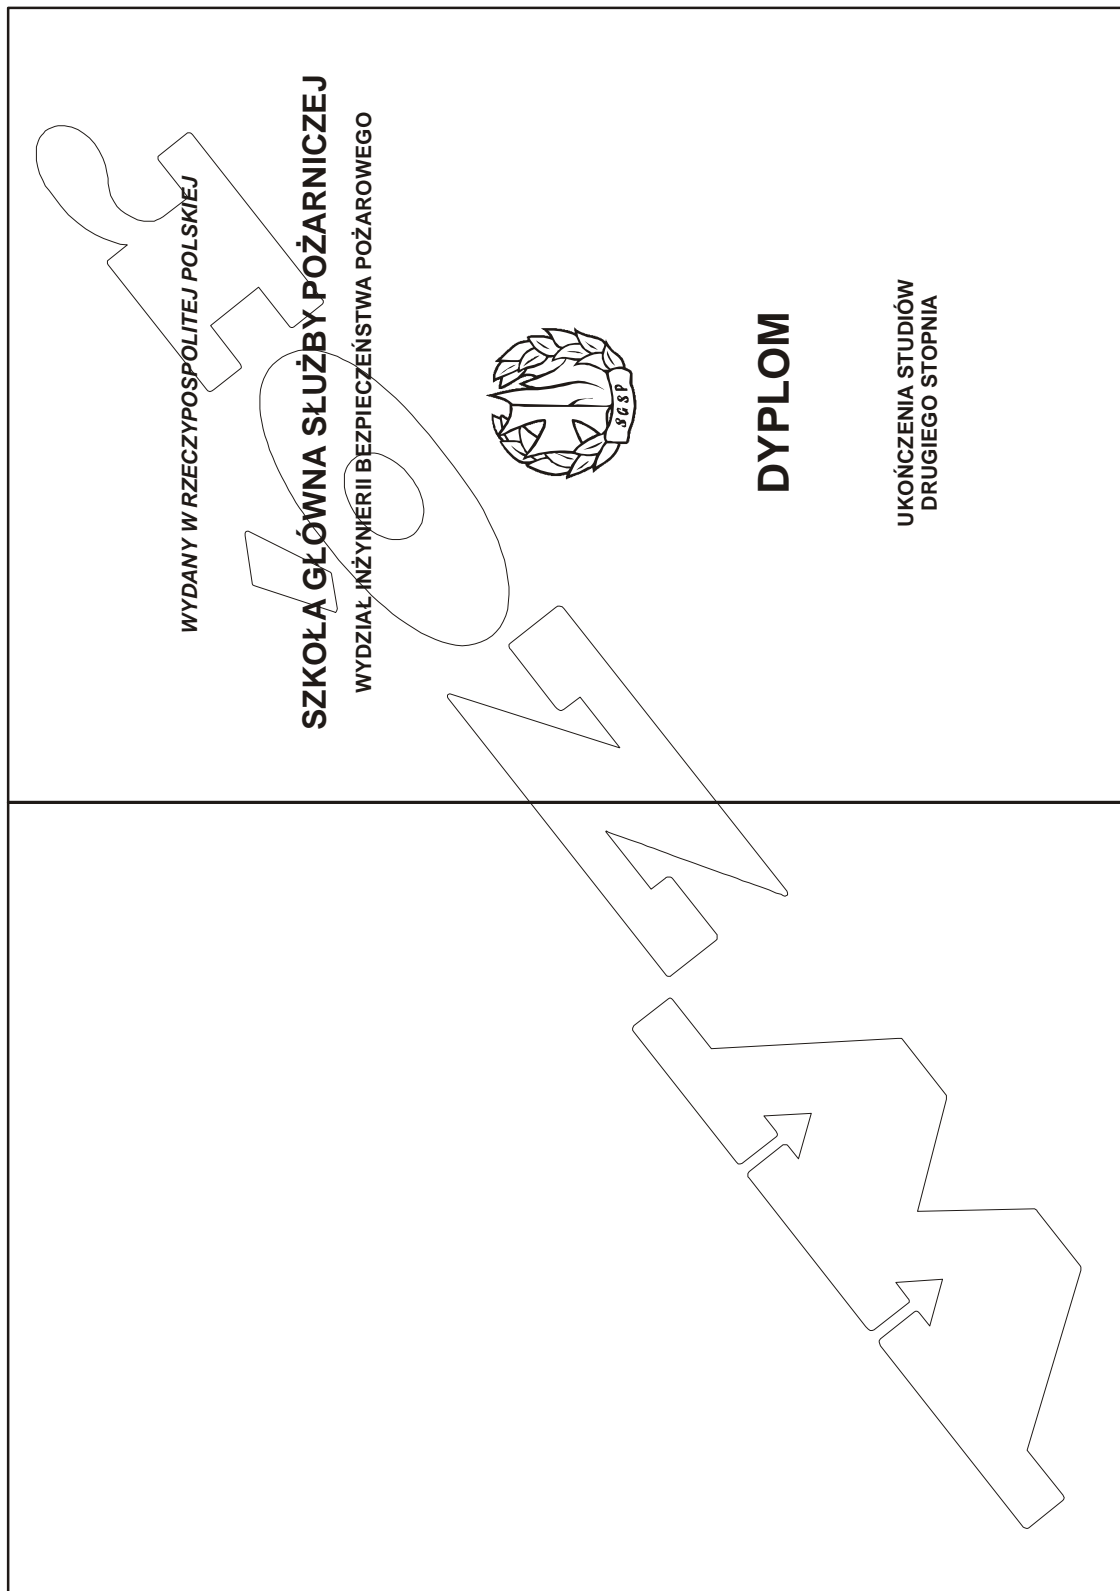 WYDANY W RZECZYPOSPOLITEJ POLSKIEJ
SZKOŁA GŁÓWNA SŁUŻBY POŻARNICZEJ
WYDZIAŁ INŻYNIERII BEZPIECZEŃSTWA POŻAROWEGO
SGSP
DYPLOM
UKOŃCZENIA STUDIÓW
DRUGIEGO STOPNIA
WZÓR